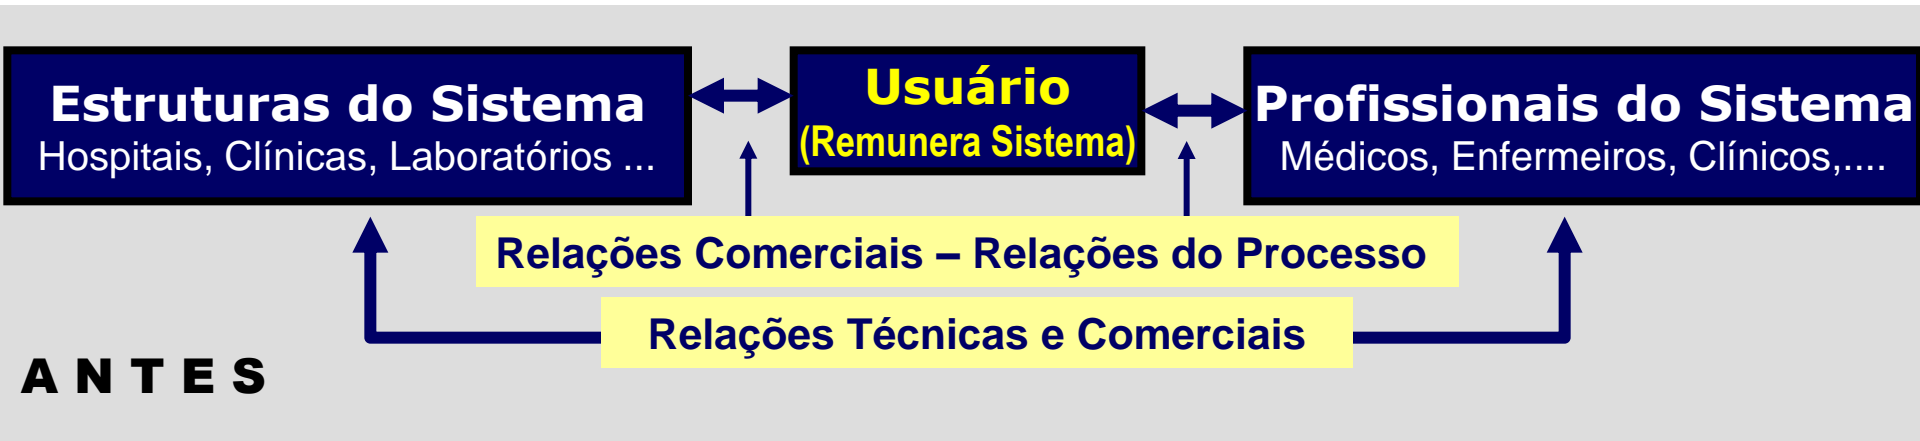 Estruturas do Sistema
Hospitais, Clínicas, Laboratórios ...
Usuário
(Remunera Sistema)
Profissionais do Sistema
Médicos, Enfermeiros, Clínicos,....
Relações Comerciais – Relações do Processo
Relações Técnicas e Comerciais
A N T E S